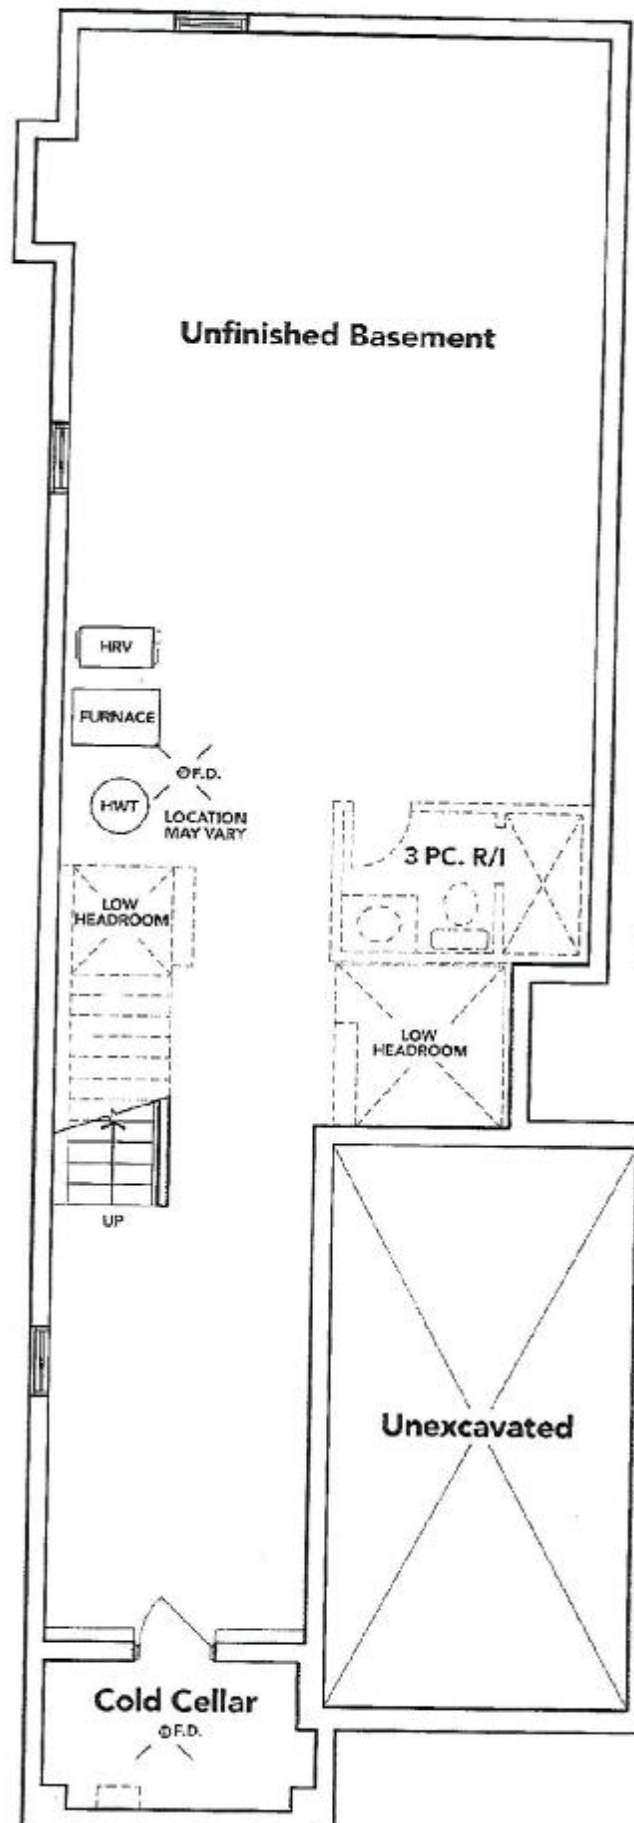 Unfinished Basement
HRV
FURNACE
F.D.
HWT
LOCATION
MAY VARY
3 PC. R/I
LOW
HEADROOM
LOW
HEADROOM
UP
Unexcavated
Cold Cellar
F.D.